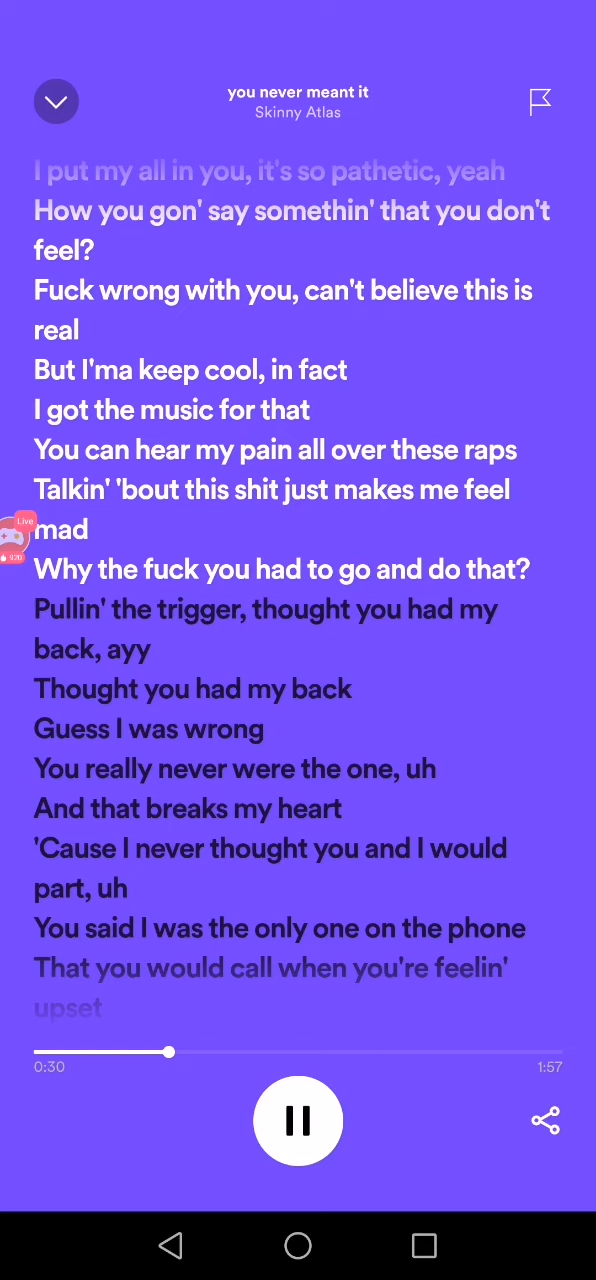 you never meant it
Skinny Atlas
I put my all in you, it's so pathetic, yeah
How you gon' say somethin' that you don't
feel?
Fuck wrong with you, can't believe this is
real
But I'ma keep cool, in fact
I got the music for that
You can hear my pain all over these raps
Talkin' 'bout this shit just makes me feel
Live
mad
920
Why the fuck you had to go and do that?
Pullin' the trigger, thought you had my
back, ayy
Thought you had my back
Guess I was wrong
You really never were the one, uh
And that breaks my heart
'Cause I never thought you and I would
part, uh
You said I was the only one on the phone
That you would call when you're feelin'
upset
0:30
1:57